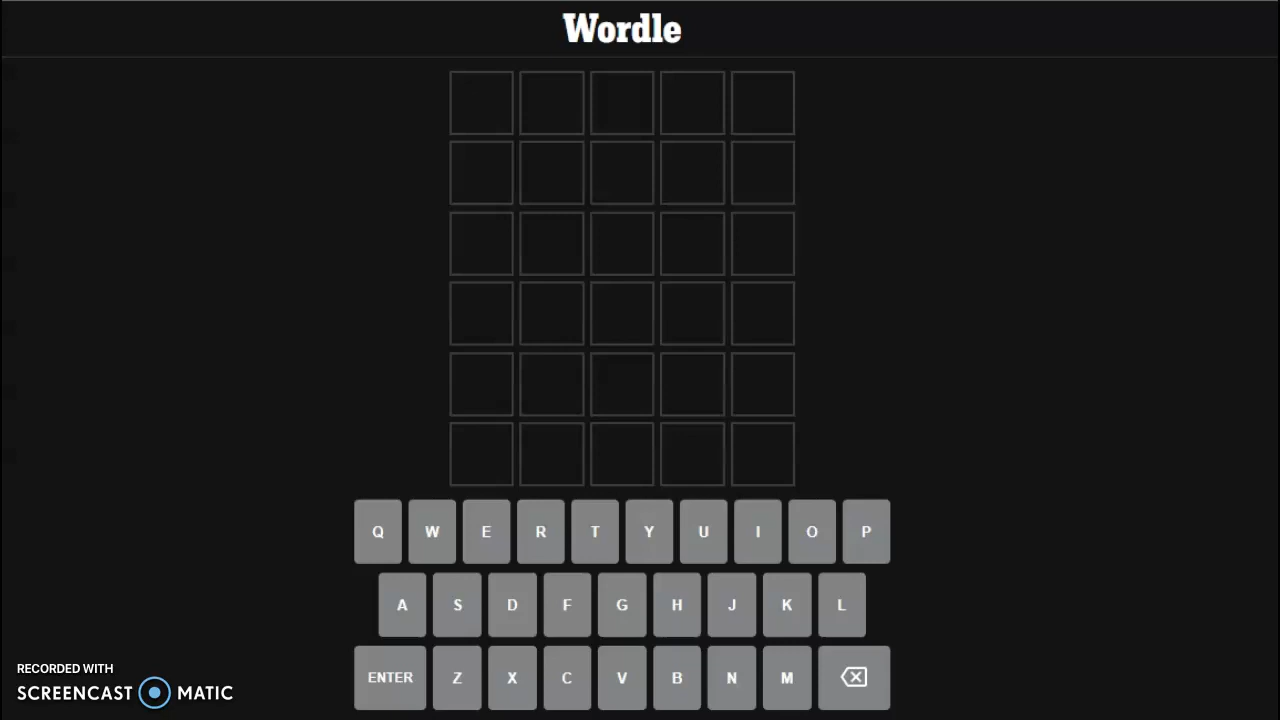 Wordle
Q W E R T Y U I O P
A S D F G H J K L
ENTER Z X C V B N M
RECORDED WITH
SCREENCAST MATIC